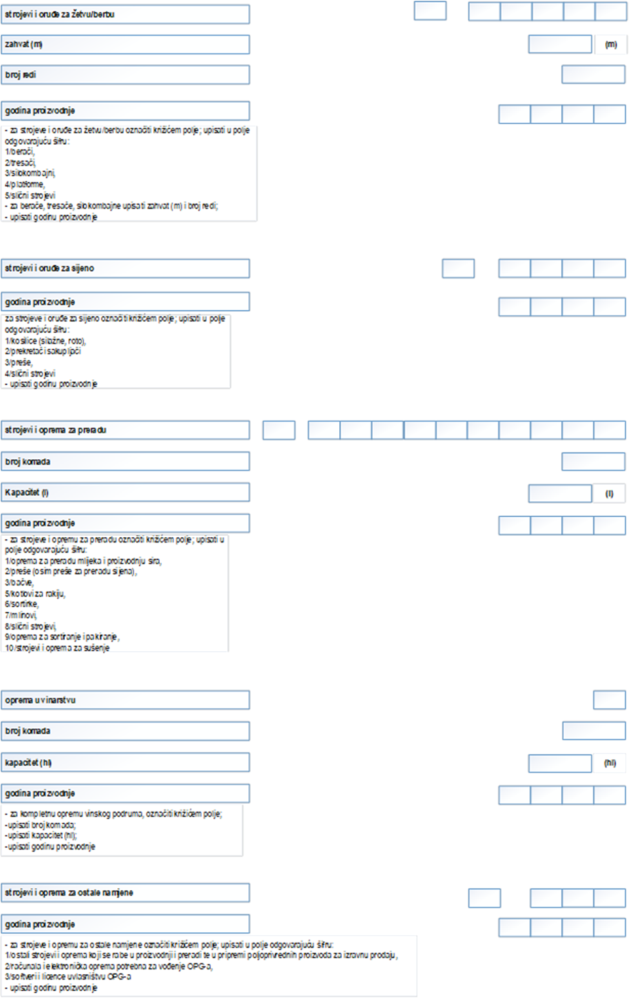 strojevi i oruđe za žetvu/berbu
zahvat (m)
(m)
broj redi
godina proizvodnje
- za strojeve i oruđe za žetvu/berbu označiti križićem polje; upisati u polje
odgovarajuću šifru:
1/berači,
2/tresači,
3/silokombajni,
4/platforme,
5/slični strojevi
- za berače, tresače, silokombajne upisati zahvat (m) i broj redi;
- upisati godinu proizvodnje
strojevi i oruđe za sijeno
godina proizvodnje
za strojeve i oruđe za sijeno označiti križićem polje; upisati u polje
odgovarajuću šifru:
1/kosilice (silažne, roto),
2/prekretač i sakupljači
3/preše,
4/slični strojevi
- upisati godinu proizvodnje
strojevi i oprema za preradu
broj komada
Kapacitet (l)
(l)
godina proizvodnje
- za strojeve i opremu za preradu označiti križićem polje; upisati u
polje odgovarajuću šifru:
1/oprema za preradu mlijeka i proizvodnju sira,
2/preše (osim preše za preradu sijena),
3/bačve,
5/kotlovi za rakiju,
6/sortirke,
7/mlinovi,
8/slični strojevi,
9/oprema za sortiranje i pakiranje,
10/strojevi i oprema za sušenje
oprema u vinarstvu
broj komada
kapacitet (hl)
(hl)
godina proizvodnje
- za kompletnu opremu vinskog podruma, označiti križićem polje;
-upisati broj komada;
-upisati kapacitet (hl);
-upisati godinu proizvodnje
strojevi i oprema za ostale namjene
godina proizvodnje
- za strojeve i opremu za ostale namjene označiti križićem polje; upisati u polje odgovarajuću šifru:
1/ostali strojevi i oprema koji se rabe u proizvodnji i preradi te u pripremi poljoprivrednih proizvoda za izravnu prodaju,
2/računala i elektronička oprema potrebna za vođenje OPG-a,
3/softveri i licence u vlasništvu OPG-a
- upisati godinu proizvodnje